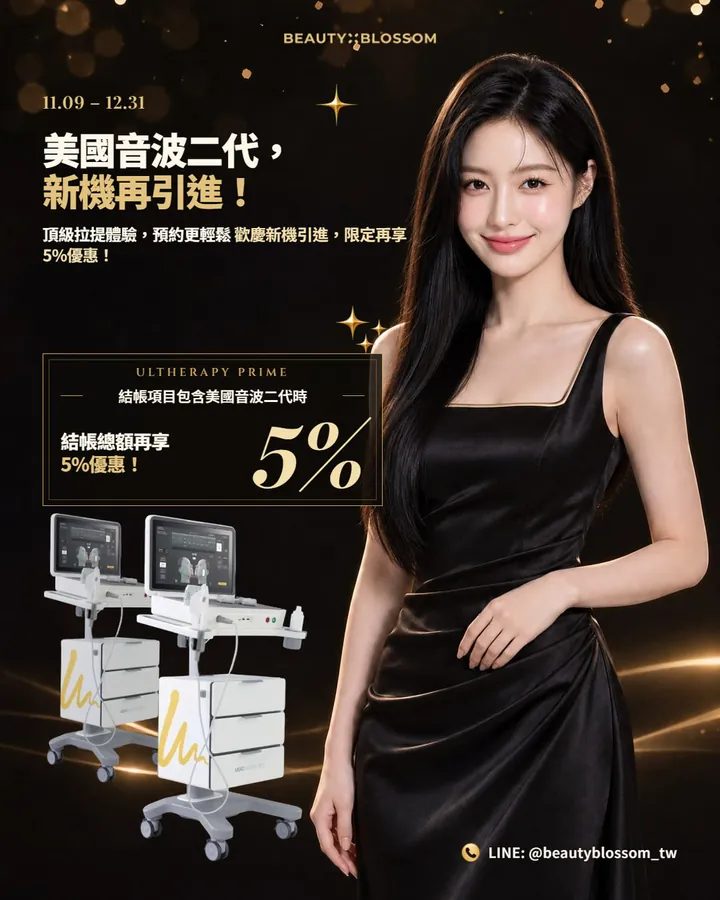 BEAUTY::BLOSSOM
11.09 – 12.31
美國音波二代，
新機再引進！
頂級拉提體驗，預約更輕鬆 歡慶新機引進，限定再享
5%優惠！
ULTHERAPY PRIME
結帳項目包含美國音波二代時
結帳總額再享
5%優惠！
5%
LINE: @beautyblossom_tw